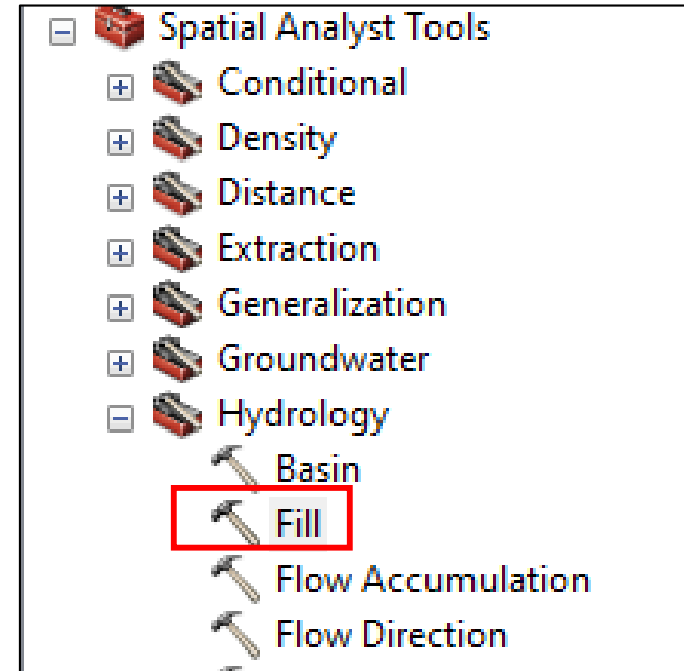 Spatial Analyst Tools
Conditional
Density
Distance
Extraction
Generalization
Groundwater
Hydrology
Basin
Fill
Flow Accumulation
Flow Direction